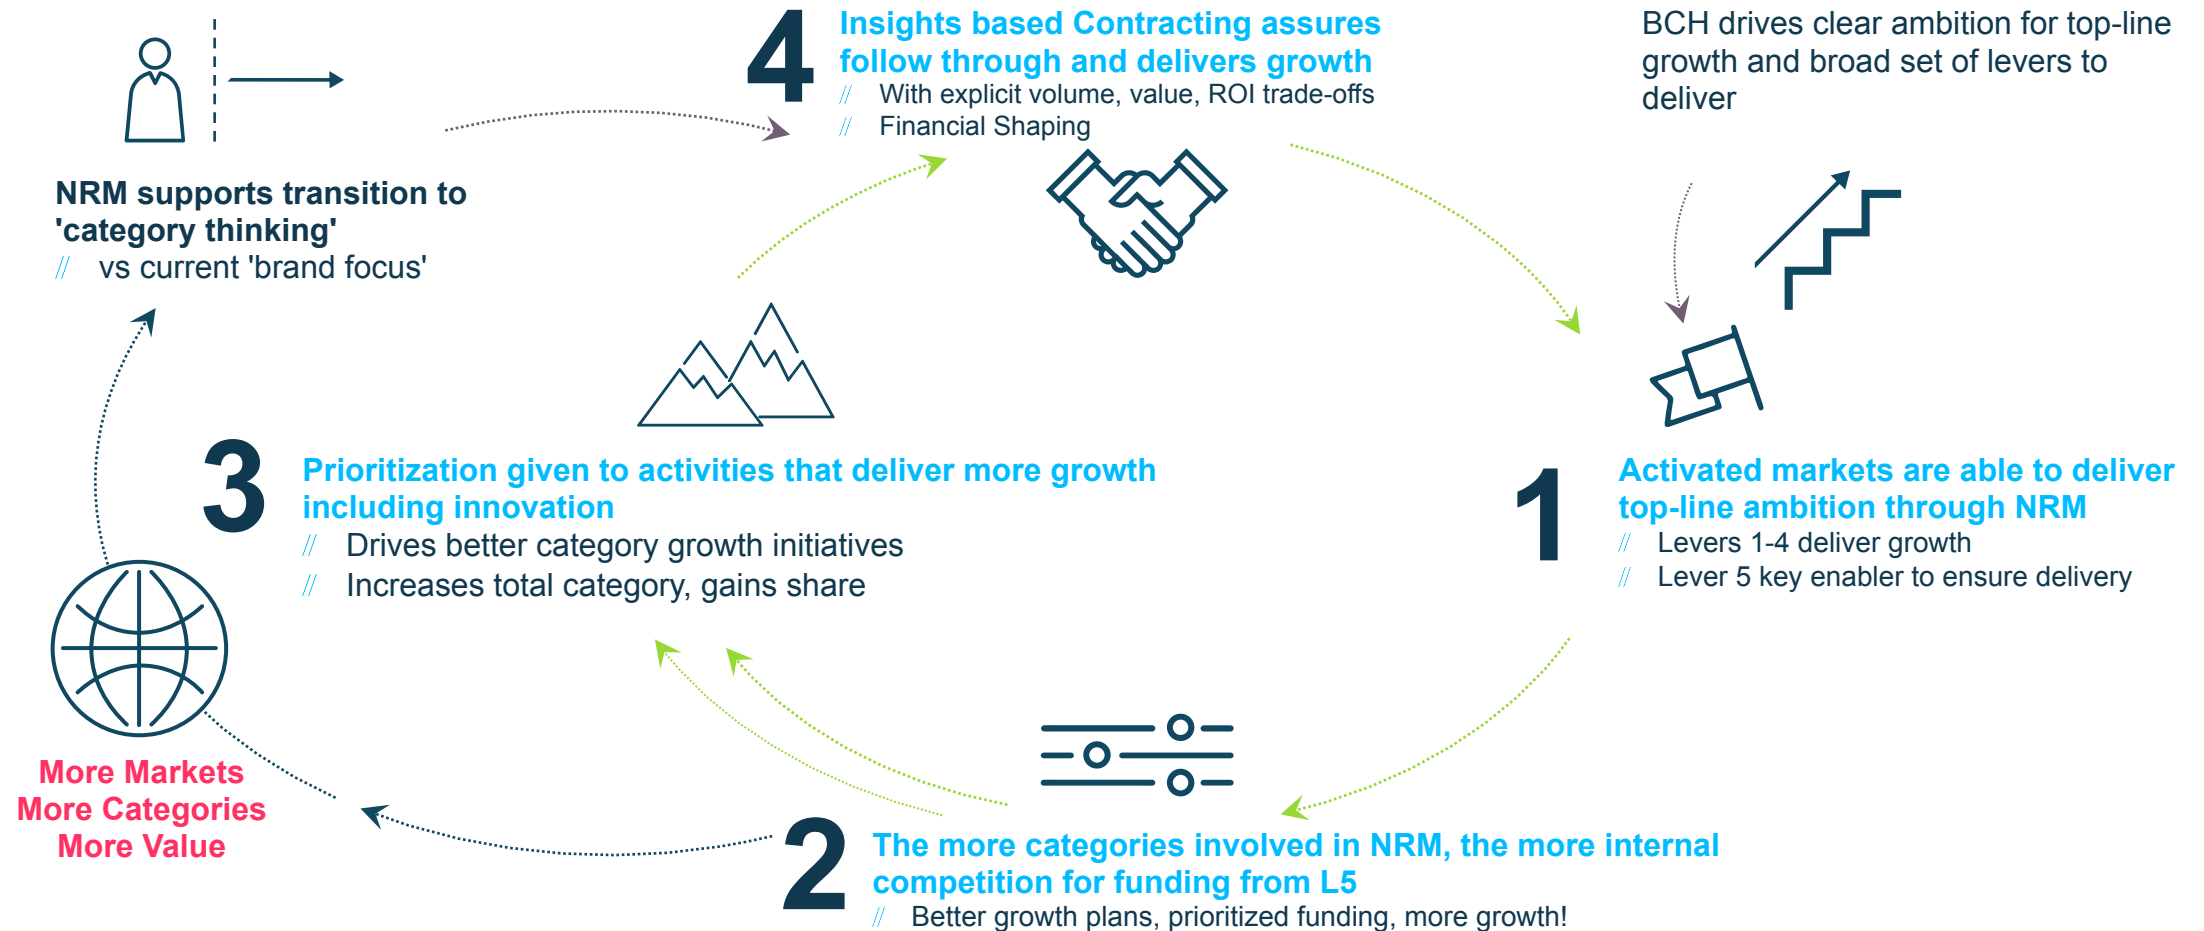 4
Insights based Contracting assures
follow through and delivers growth
// With explicit volume, value, ROI trade-offs
// Financial Shaping
BCH drives clear ambition for top-line
growth and broad set of levers to
deliver
NRM supports transition to
'category thinking'
// vs current 'brand focus'
3
Prioritization given to activities that deliver more growth
including innovation
// Drives better category growth initiatives
// Increases total category, gains share
1
Activated markets are able to deliver
top-line ambition through NRM
// Levers 1-4 deliver growth
// Lever 5 key enabler to ensure delivery
More Markets
More Categories
More Value
2
The more categories involved in NRM, the more internal
competition for funding from L5
// Better growth plans, prioritized funding, more growth!